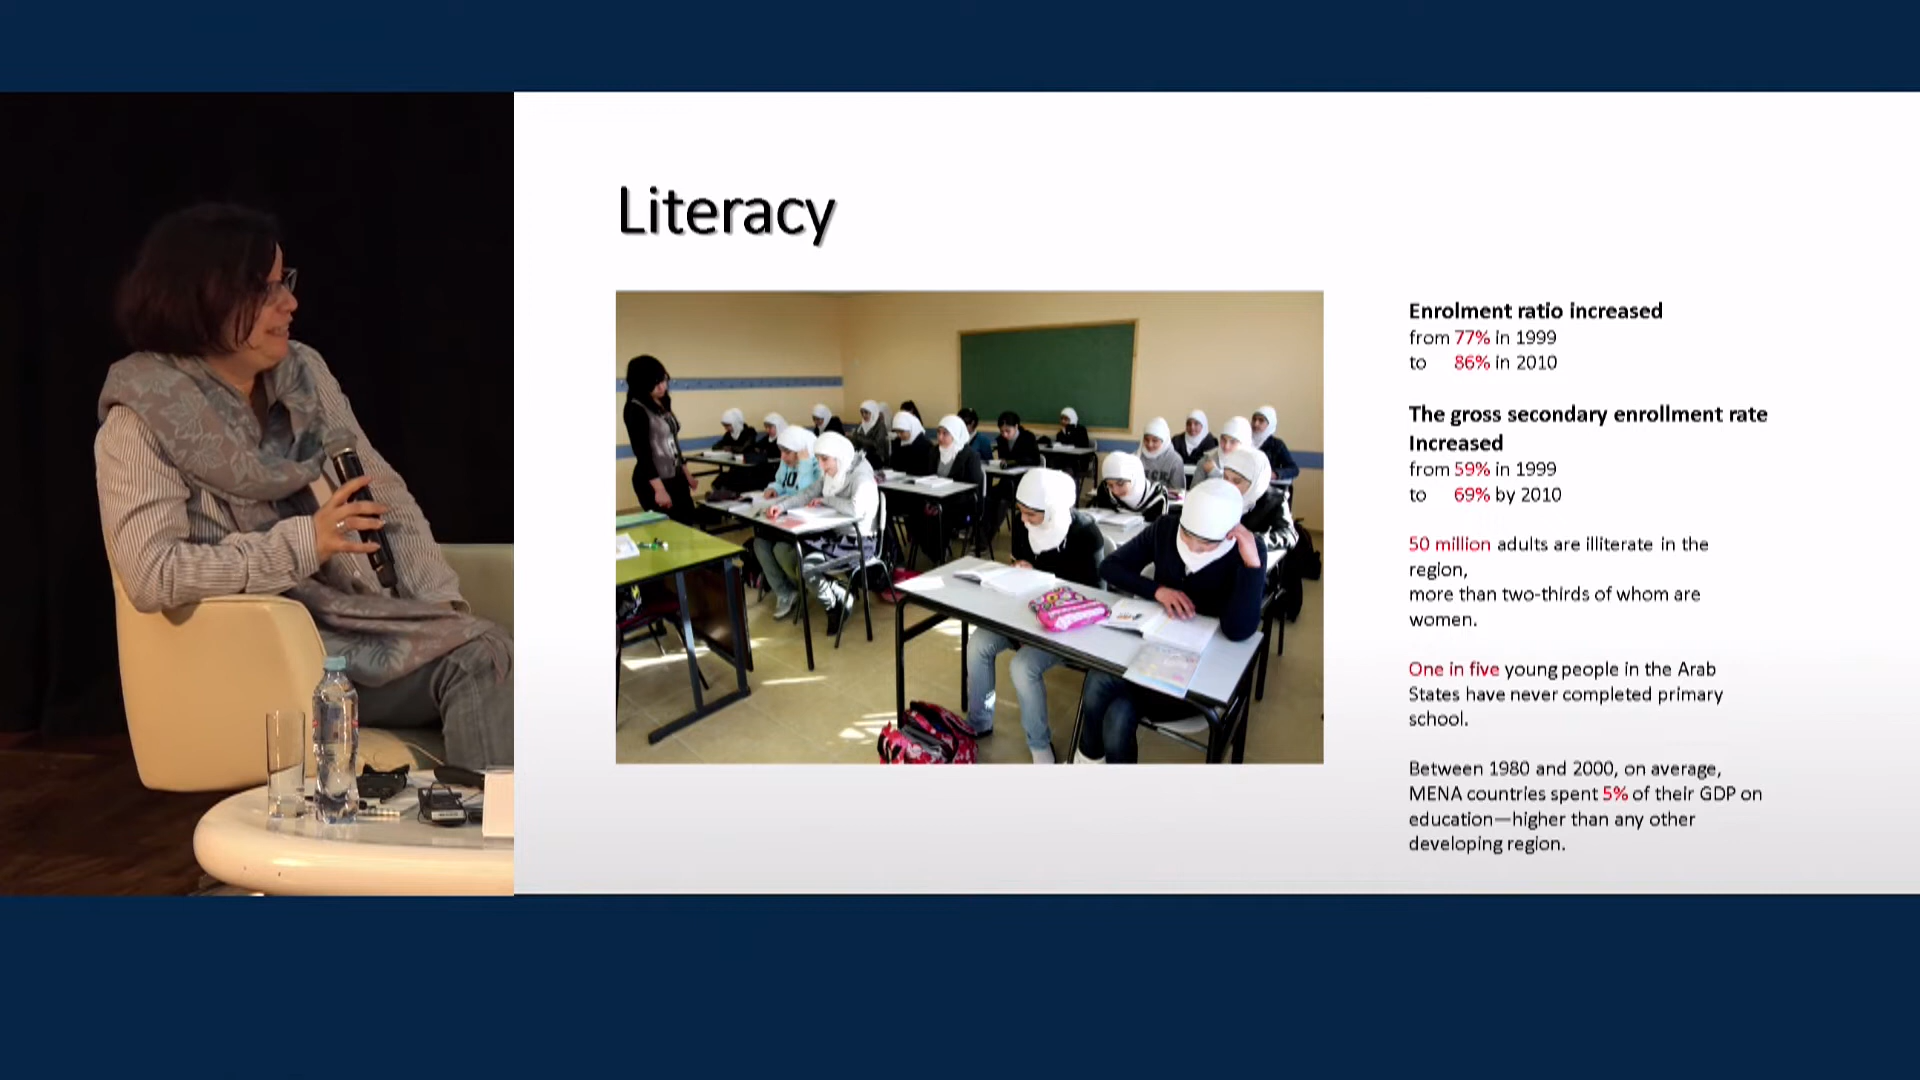 Literacy
Enrolment ratio increased
from 77% in 1999
to 86% in 2010
The gross secondary enrollment rate
Increased
from 59% in 1999
to 69% by 2010
50 million adults are illiterate in the
region,
more than two-thirds of whom are
women.
One in five young people in the Arab
States have never completed primary
school.
Between 1980 and 2000, on average,
MENA countries spent 5% of their GDP on
education—higher than any other
developing region.